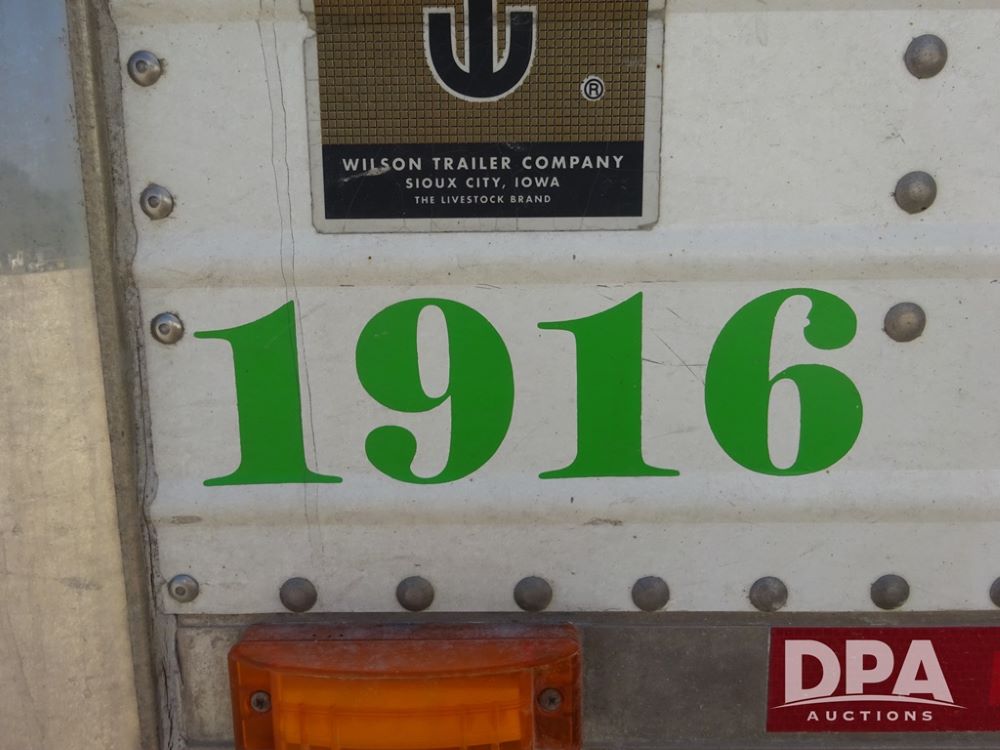 ®
WILSON TRAILER COMPANY
SIOUX CITY, IOWA
THE LIVESTOCK BRAND
1916
DPA
AUCTIONS